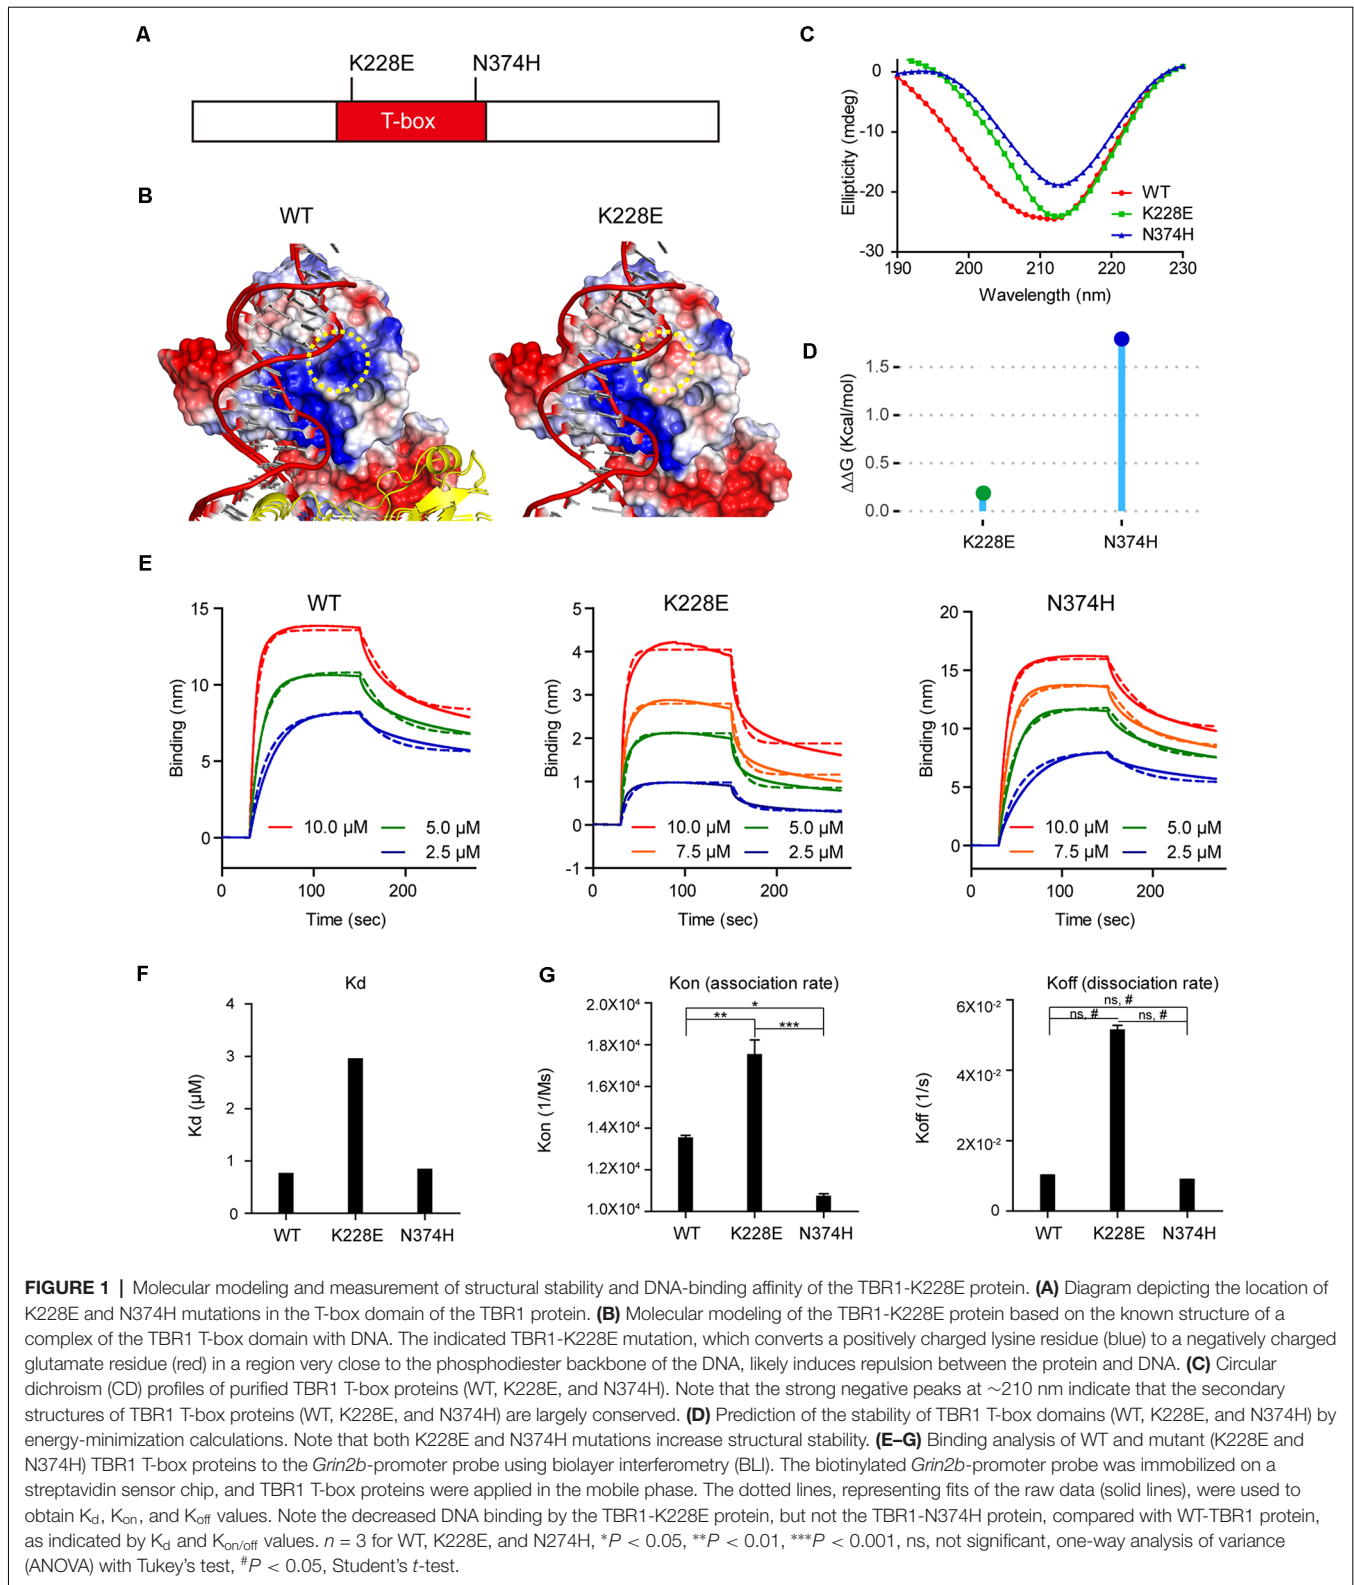 A
K228E N374H
T-box
B
WT K228E
C
0
-10
-20
-30
Ellipticity (mdeg)
190 200 210 220 230
Wavelength (nm)
WT
K228E
N374H
D
1.5
1.0
0.5
0.0
ΔΔG (Kcal/mol)
K228E N374H
E
WT
15
10
5
0
Binding (nm)
10.0 µM 5.0 µM
2.5 µM
0 100 200
Time (sec)
K228E
5
4
3
2
1
0
-1
Binding (nm)
10.0 µM 5.0 µM
7.5 µM 2.5 µM
0 100 200
Time (sec)
N374H
20
15
10
5
0
Binding (nm)
10.0 µM 5.0 µM
7.5 µM 2.5 µM
0 100 200
Time (sec)
F
Kd
4
3
2
1
0
Kd (µM)
WT K228E N374H
G
Kon (association rate)
2.0X10⁴
1.8X10⁴
1.6X10⁴
1.4X10⁴
1.2X10⁴
1.0X10⁴
Kon (1/Ms)
*
** ***
WT K228E N374H
Koff (dissociation rate)
6X10⁻²
4X10⁻²
2X10⁻²
0
Koff (1/s)
ns, #
ns, # ns, #
WT K228E N374H
FIGURE 1 | Molecular modeling and measurement of structural stability and DNA-binding affinity of the TBR1-K228E protein. (A) Diagram depicting the location of
K228E and N374H mutations in the T-box domain of the TBR1 protein. (B) Molecular modeling of the TBR1-K228E protein based on the known structure of a
complex of the TBR1 T-box domain with DNA. The indicated TBR1-K228E mutation, which converts a positively charged lysine residue (blue) to a negatively charged
glutamate residue (red) in a region very close to the phosphodiester backbone of the DNA, likely induces repulsion between the protein and DNA. (C) Circular
dichroism (CD) profiles of purified TBR1 T-box proteins (WT, K228E, and N374H). Note that the strong negative peaks at ∼210 nm indicate that the secondary
structures of TBR1 T-box proteins (WT, K228E, and N374H) are largely conserved. (D) Prediction of the stability of TBR1 T-box domains (WT, K228E, and N374H) by
energy-minimization calculations. Note that both K228E and N374H mutations increase structural stability. (E–G) Binding analysis of WT and mutant (K228E and
N374H) TBR1 T-box proteins to the Grin2b-promoter probe using biolayer interferometry (BLI). The biotinylated Grin2b-promoter probe was immobilized on a
streptavidin sensor chip, and TBR1 T-box proteins were applied in the mobile phase. The dotted lines, representing fits of the raw data (solid lines), were used to
obtain Kd, Kon, and Koff values. Note the decreased DNA binding by the TBR1-K228E protein, but not the TBR1-N374H protein, compared with WT-TBR1 protein,
as indicated by Kd and Kon/off values. n = 3 for WT, K228E, and N274H, *P < 0.05, **P < 0.01, ***P < 0.001, ns, not significant, one-way analysis of variance
(ANOVA) with Tukey's test, #P < 0.05, Student's t-test.